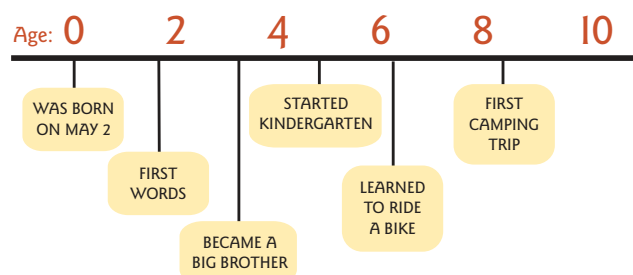 Age: 0 2 4 6 8 10
WAS BORN
ON MAY 2
FIRST
WORDS
BECAME A
BIG BROTHER
STARTED
KINDERGARTEN
LEARNED
TO RIDE
A BIKE
FIRST
CAMPING
TRIP